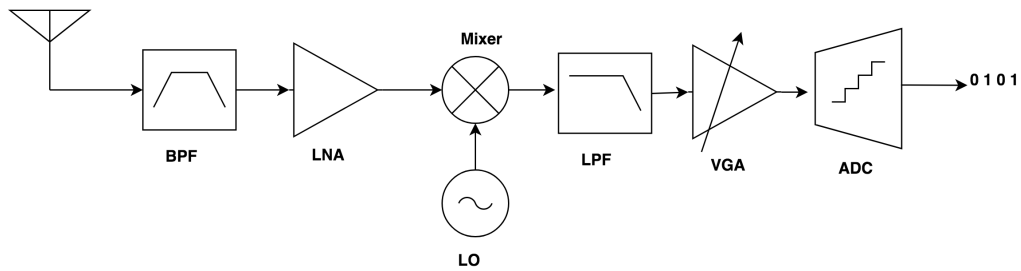 Mixer
0 1 0 1
BPF
LNA
LPF
VGA
ADC
LO